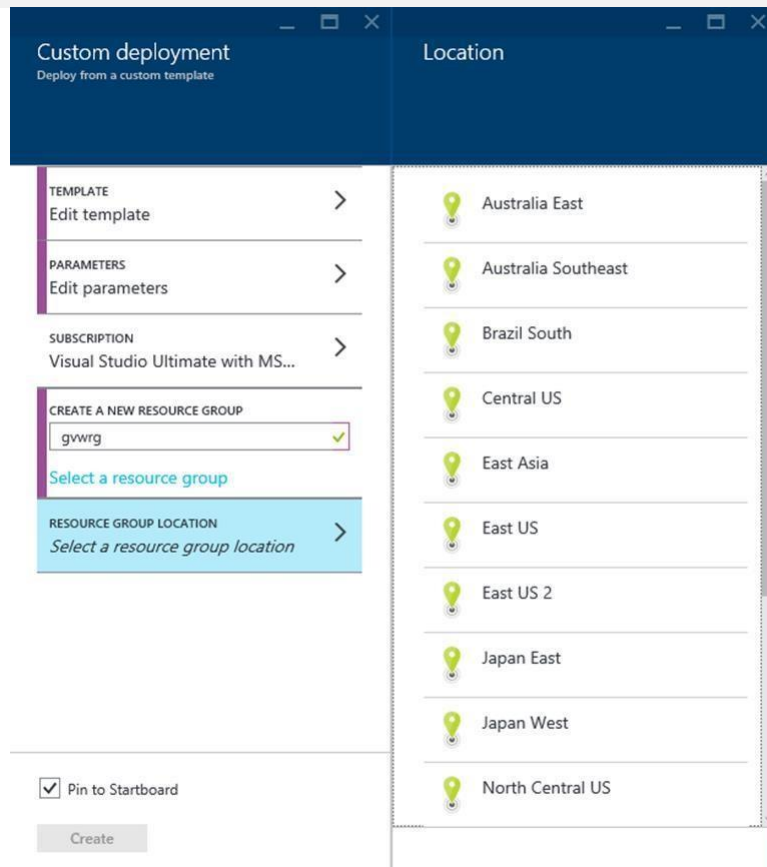 Custom deployment
Deploy from a custom template
TEMPLATE
Edit template
PARAMETERS
Edit parameters
SUBSCRIPTION
Visual Studio Ultimate with MS...
CREATE A NEW RESOURCE GROUP
gvwrg
Select a resource group
RESOURCE GROUP LOCATION
Select a resource group location
Pin to Startboard
Create
Location
Australia East
Australia Southeast
Brazil South
Central US
East Asia
East US
East US 2
Japan East
Japan West
North Central US